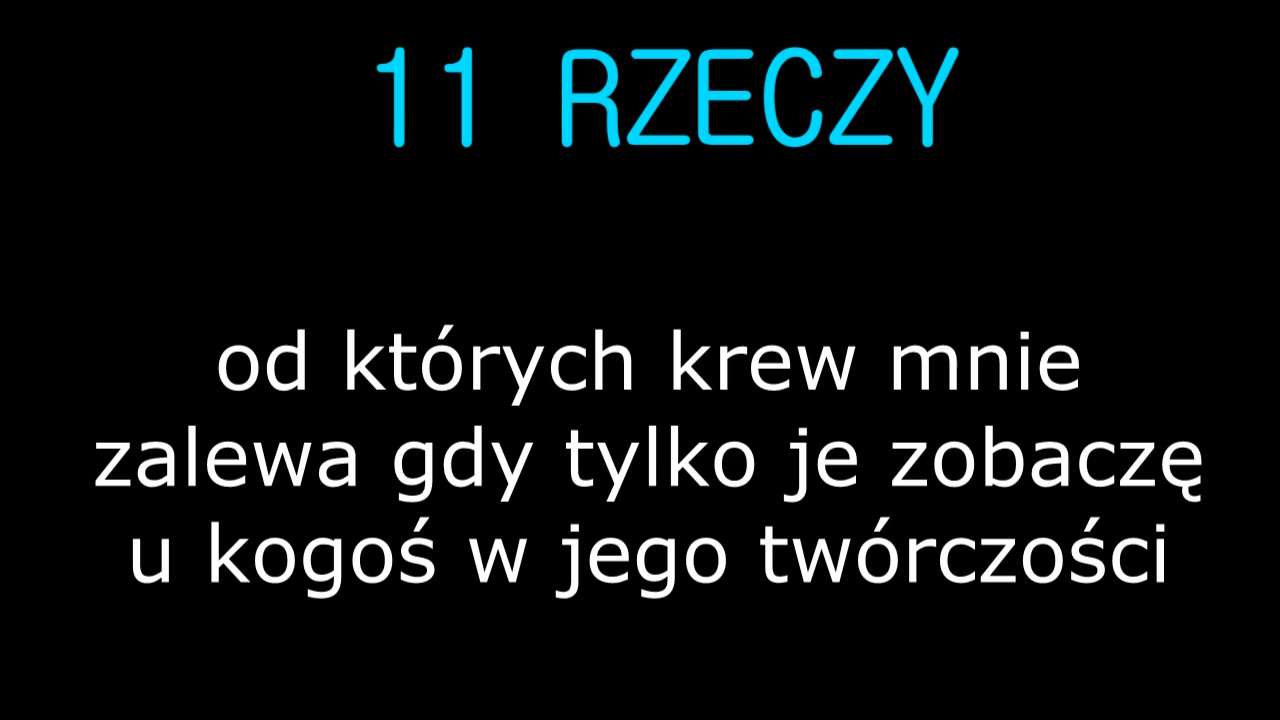 11 RZECZY
od których krew mnie
zalewa gdy tylko je zobaczę
u kogoś w jego twórczości